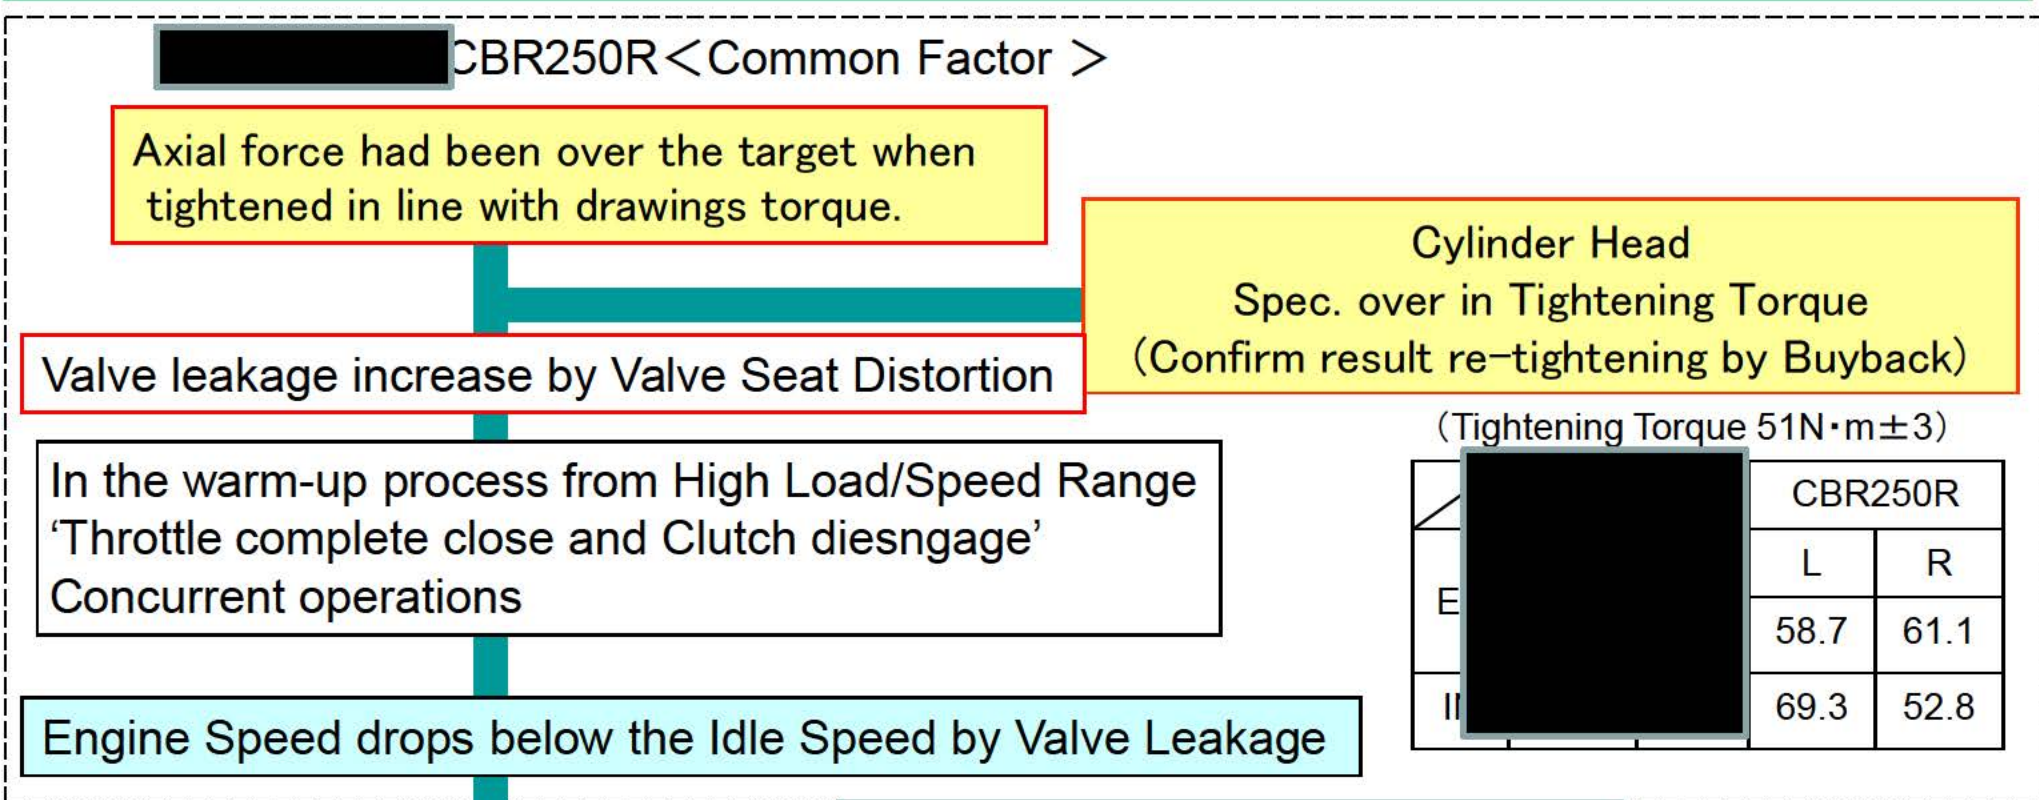 CBR250R＜Common Factor ＞
Axial force had been over the target when
tightened in line with drawings torque.
Cylinder Head
Spec. over in Tightening Torque
（Confirm result re-tightening by Buyback）
Valve leakage increase by Valve Seat Distortion
（Tightening Torque 51N・m±3）
In the warm-up process from High Load/Speed Range
‘Throttle complete close and Clutch diesngage’
Concurrent operations
CBR250R
L R
58.7 61.1
69.3 52.8
Engine Speed drops below the Idle Speed by Valve Leakage